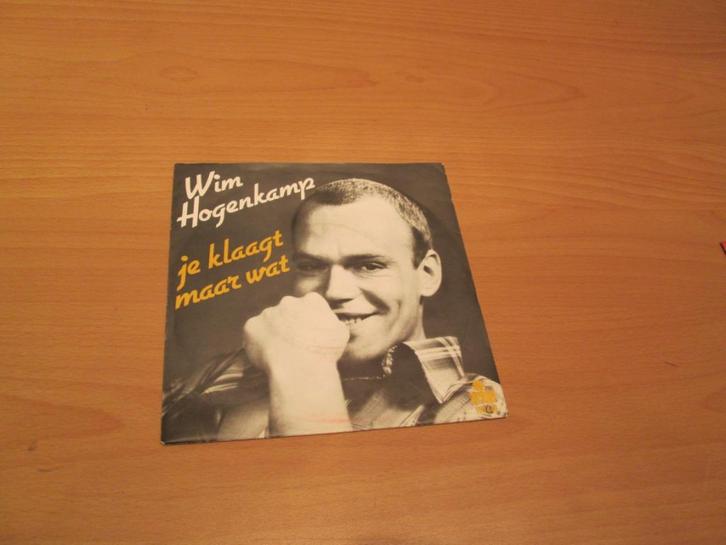 Wim
Hogenkamp
je klaagt
maar wat